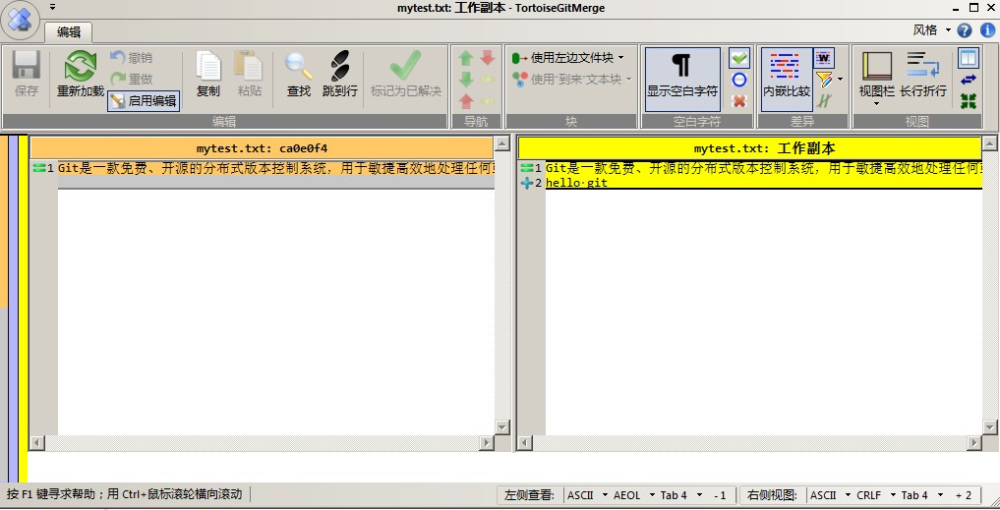 mytest.txt: 工作副本 - TortoiseGitMerge
编辑
风格
保存
重新加载
撤销
重做
启用编辑
复制
粘贴
查找
跳到行
标记为已解决
使用左边文件块
使用“到来”文本块
显示空白字符
内嵌比较
视图栏
长行折行
编辑
导航
块
空白字符
差异
视图
mytest.txt: ca0e0f4
1 Git是一款免费、开源的分布式版本控制系统，用于敏捷高效地处理任何
mytest.txt: 工作副本
1 Git是一款免费、开源的分布式版本控制系统，用于敏捷高效地处理任何
2 hello·git
按 F1 键寻求帮助；用 Ctrl+鼠标滚轮横向滚动
左侧查看: ASCII AEOL Tab 4 - 1
右侧视图: ASCII CRLF Tab 4 + 2